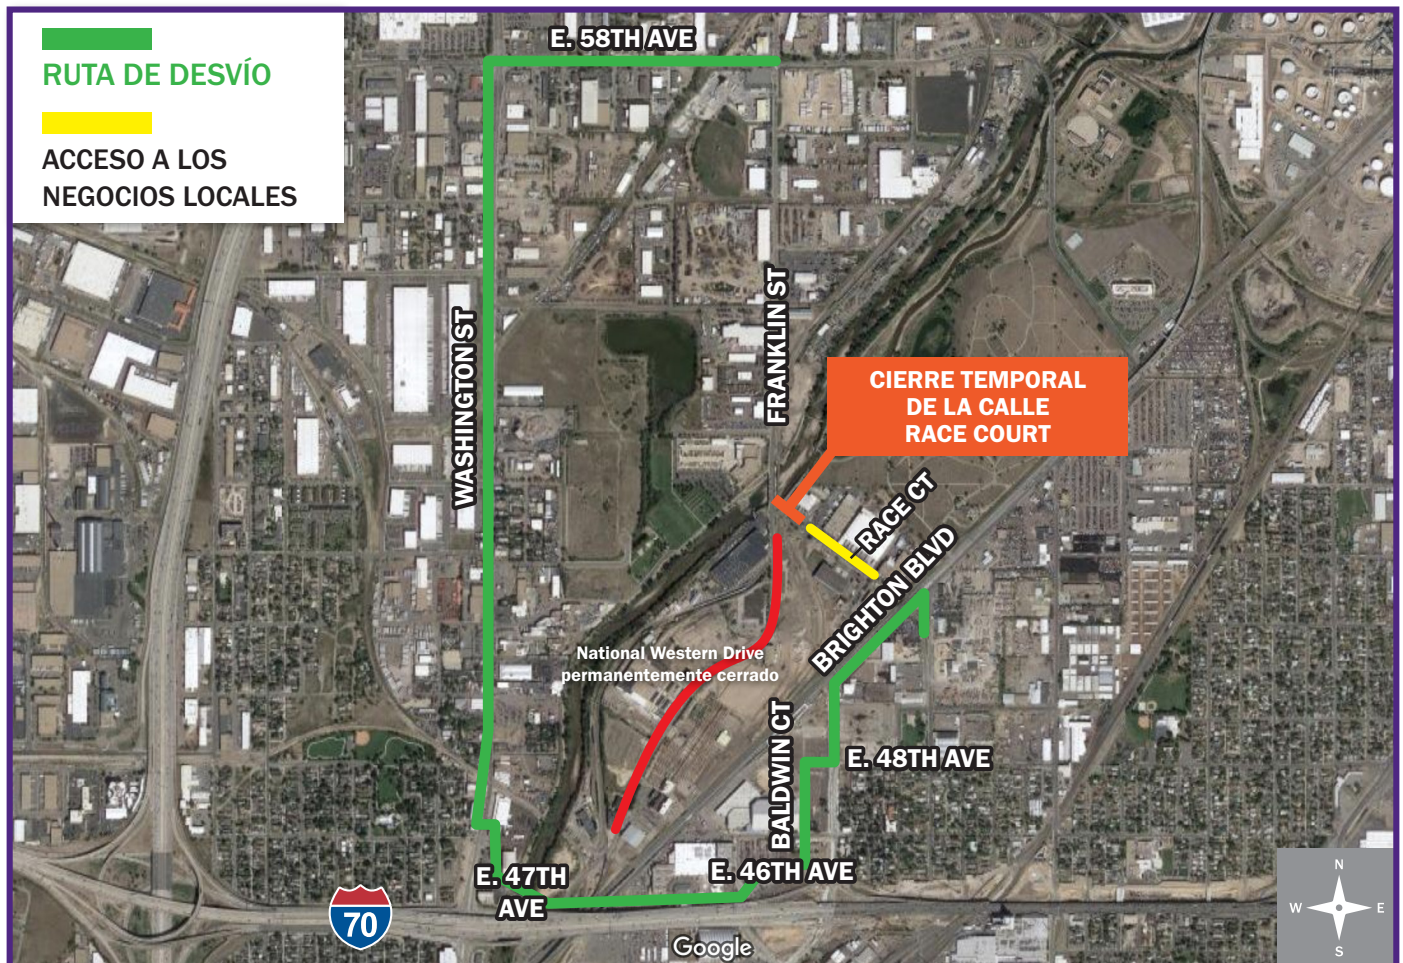 RUTA DE DESVÍO
ACCESO A LOS
NEGOCIOS LOCALES
E. 58TH AVE
WASHINGTON ST
FRANKLIN ST
CIERRE TEMPORAL
DE LA CALLE
RACE COURT
RACE CT
BRIGHTON BLVD
National Western Drive
permanentemente cerrado
BALDWIN CT
E. 48TH AVE
E. 47TH
AVE
E. 46TH AVE
70
Google
N
W
E
S